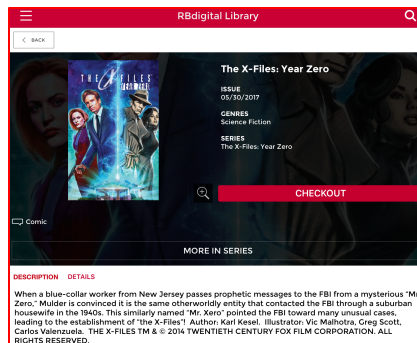 RBdigital Library
< BACK
THE X FILES
YEAR ZERO
The X-Files: Year Zero
ISSUE
05/30/2017
GENRES
Science Fiction
SERIES
The X-Files: Year Zero
CHECKOUT
Comic
MORE IN SERIES
DESCRIPTION DETAILS
When a blue-collar worker from New Jersey passes prophetic messages to the FBI from a mysterious "Mr.
Zero," Mulder is convinced it is the same otherworldly entity that contacted the FBI through a suburban
housewife in the 1940s. This similarly named "Mr. Xero" pointed the FBI toward many unusual cases,
leading to the establishment of "the X-Files"! Author: Karl Kesel. Illustrator: Vic Malhotra, Greg Scott,
Carlos Valenzuela. THE X-FILES TM & © 2014 TWENTIETH CENTURY FOX FILM CORPORATION. ALL
RIGHTS RESERVED.